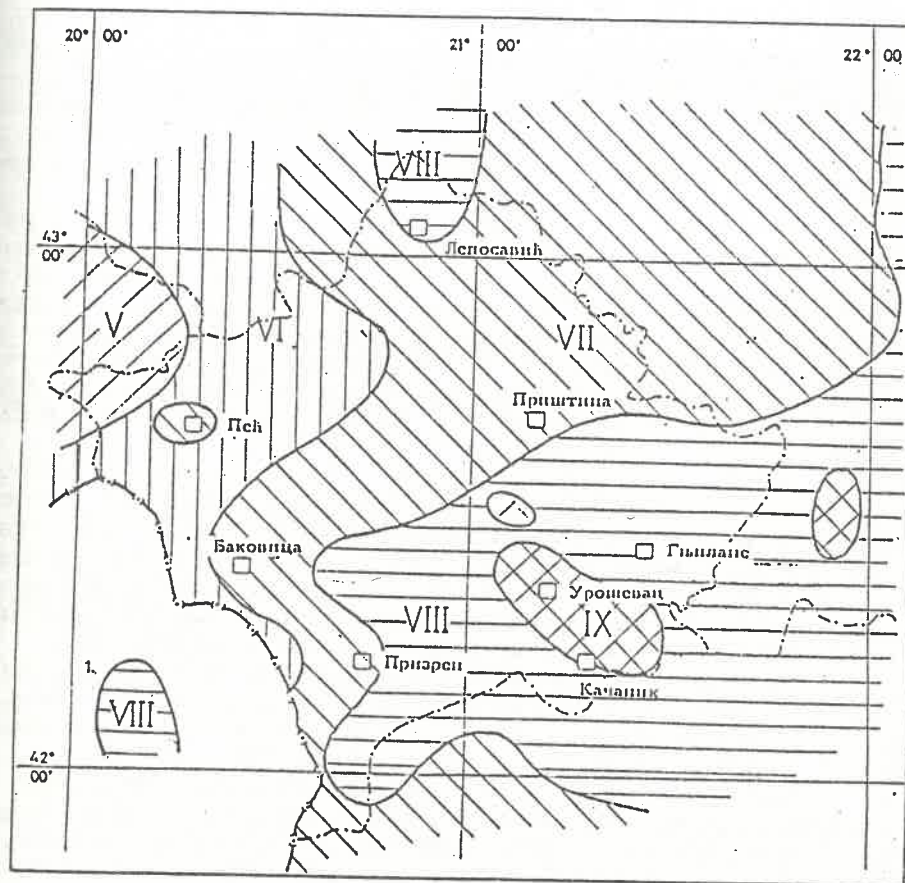 20° 00'
21° 00'
22° 00
VIII
43° 00'
Лепосавић
V
VI
VII
Приштина
Пећ
Баковица
Гњилане
Урошевац
VIII
IX
1.
Призрен
Качаник
VIII
42° 00'